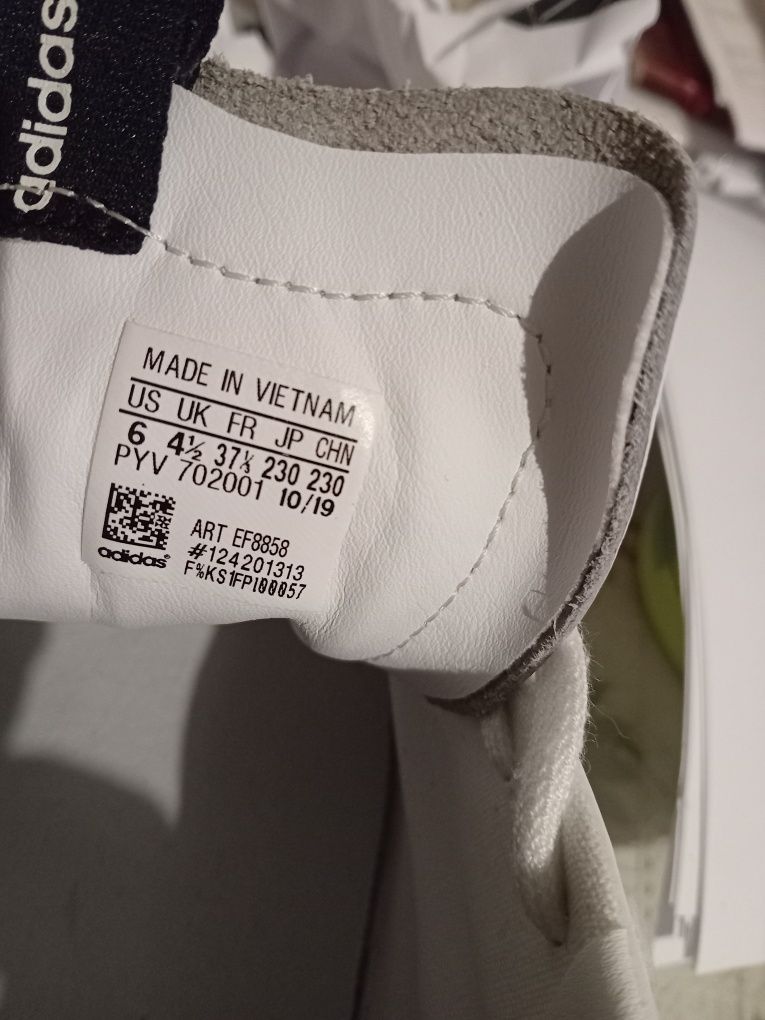 adidas
MADE IN VIETNAM
US UK FR JP CHN
6 4½ 37⅓ 230 230
PYV 702001 10/19
ART EF8858
#124201313
F%KS1FPI00057
adidas®